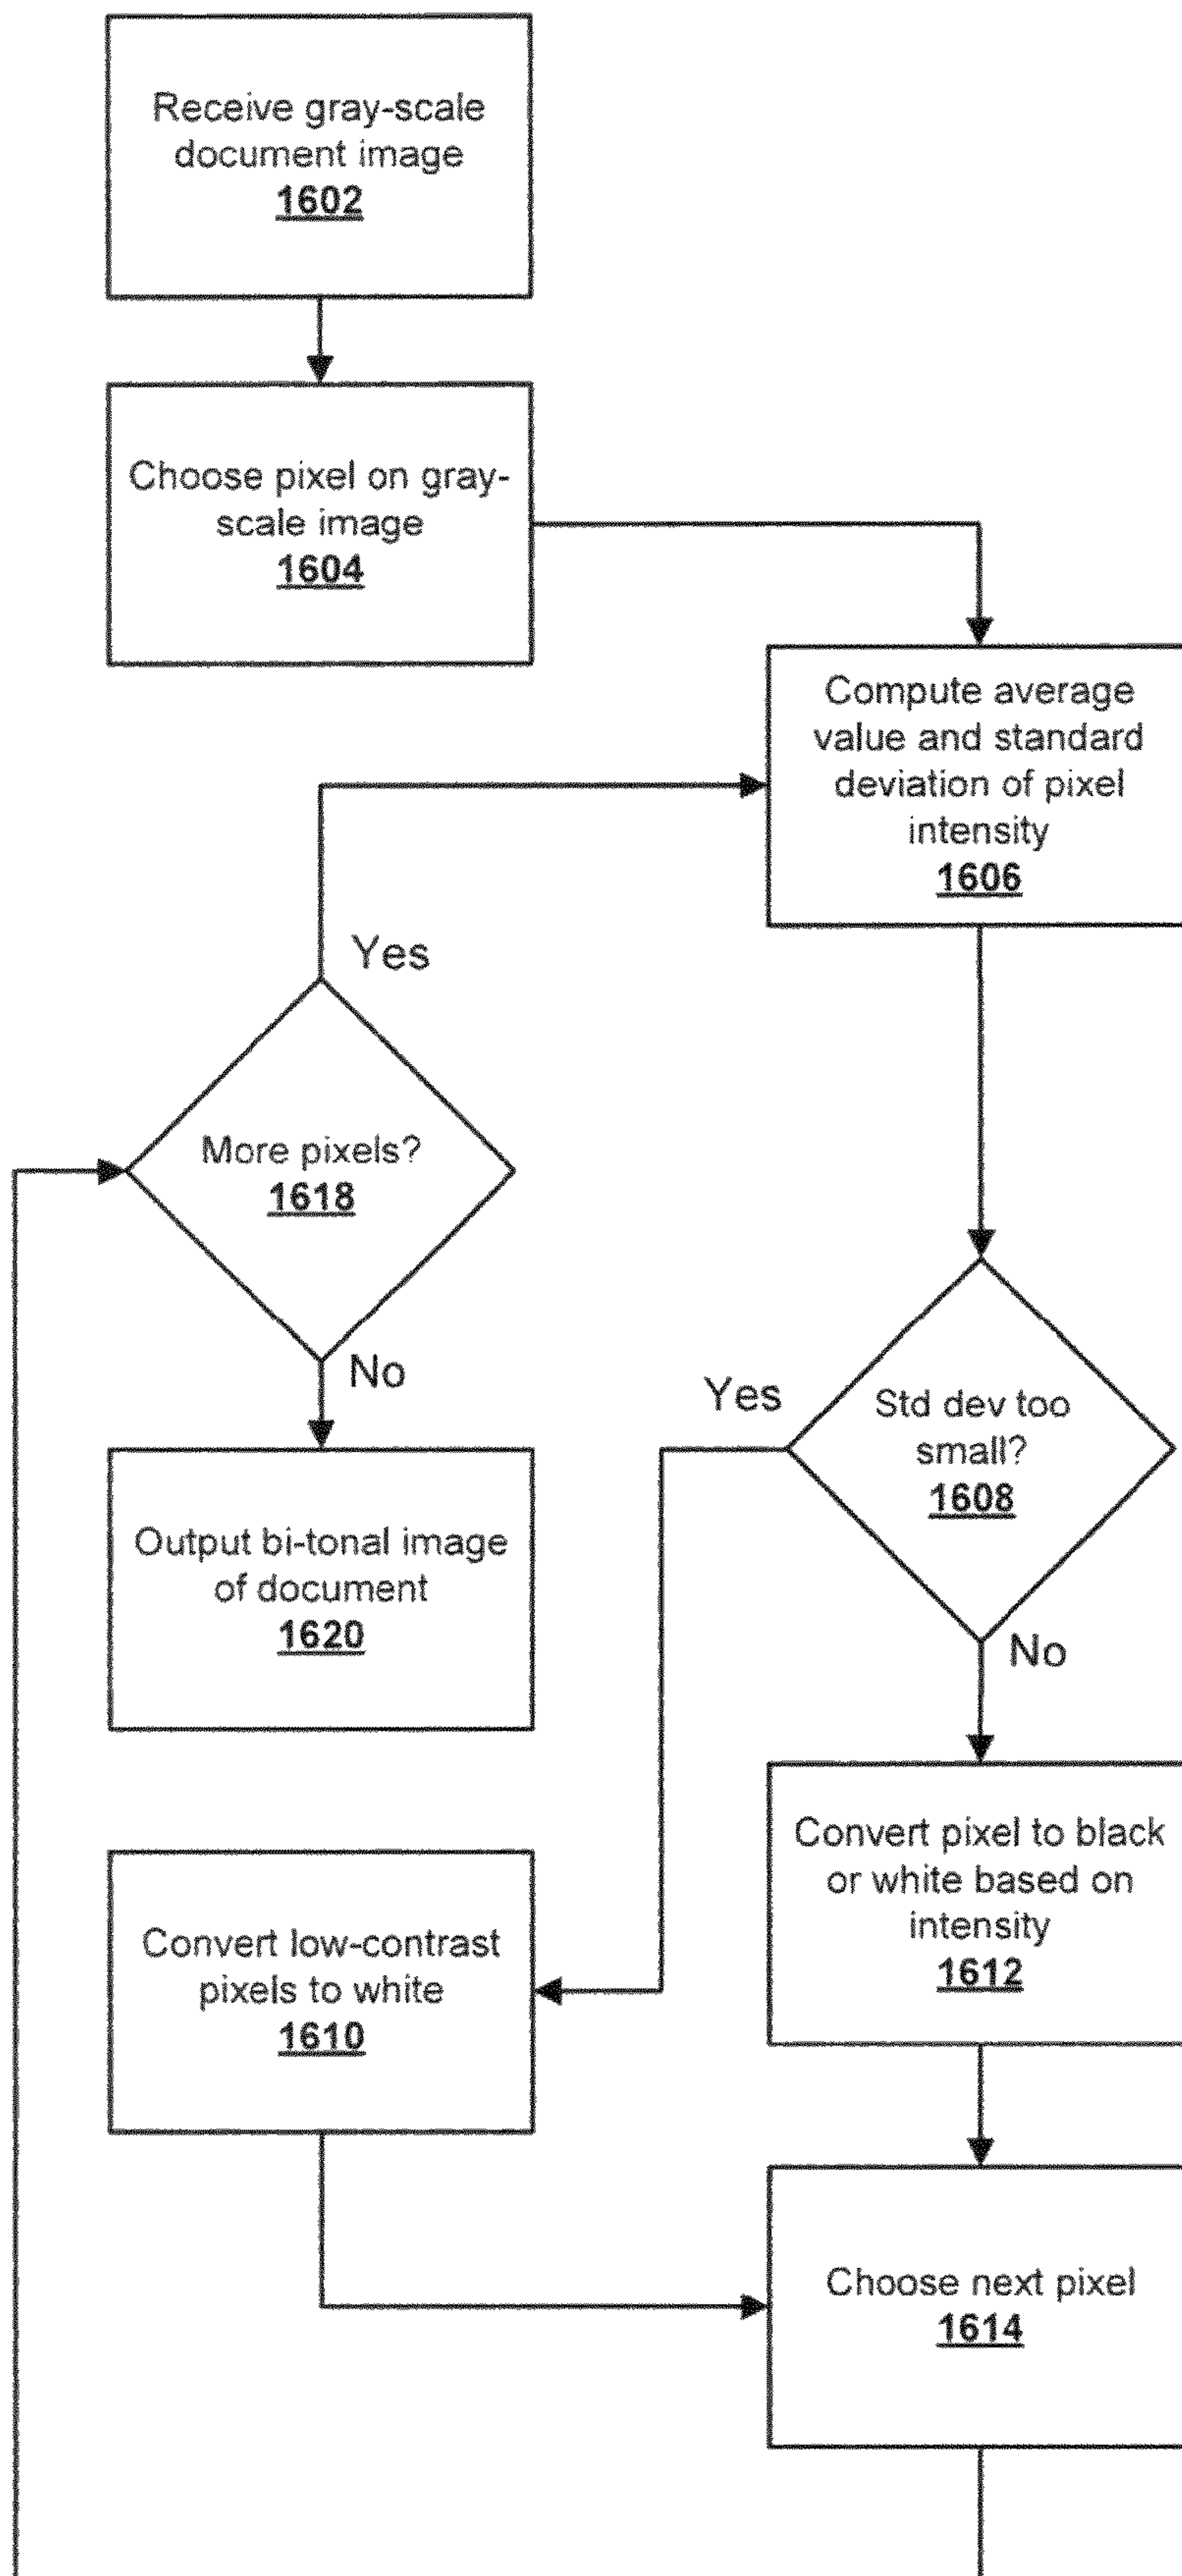 Receive gray-scale
document image
1602
Choose pixel on gray-
scale image
1604
Compute average
value and standard
deviation of pixel
intensity
1606
Yes
More pixels?
1618
No
Yes
Std dev too
small?
1608
No
Output bi-tonal image
of document
1620
Convert pixel to black
or white based on
intensity
1612
Convert low-contrast
pixels to white
1610
Choose next pixel
1614